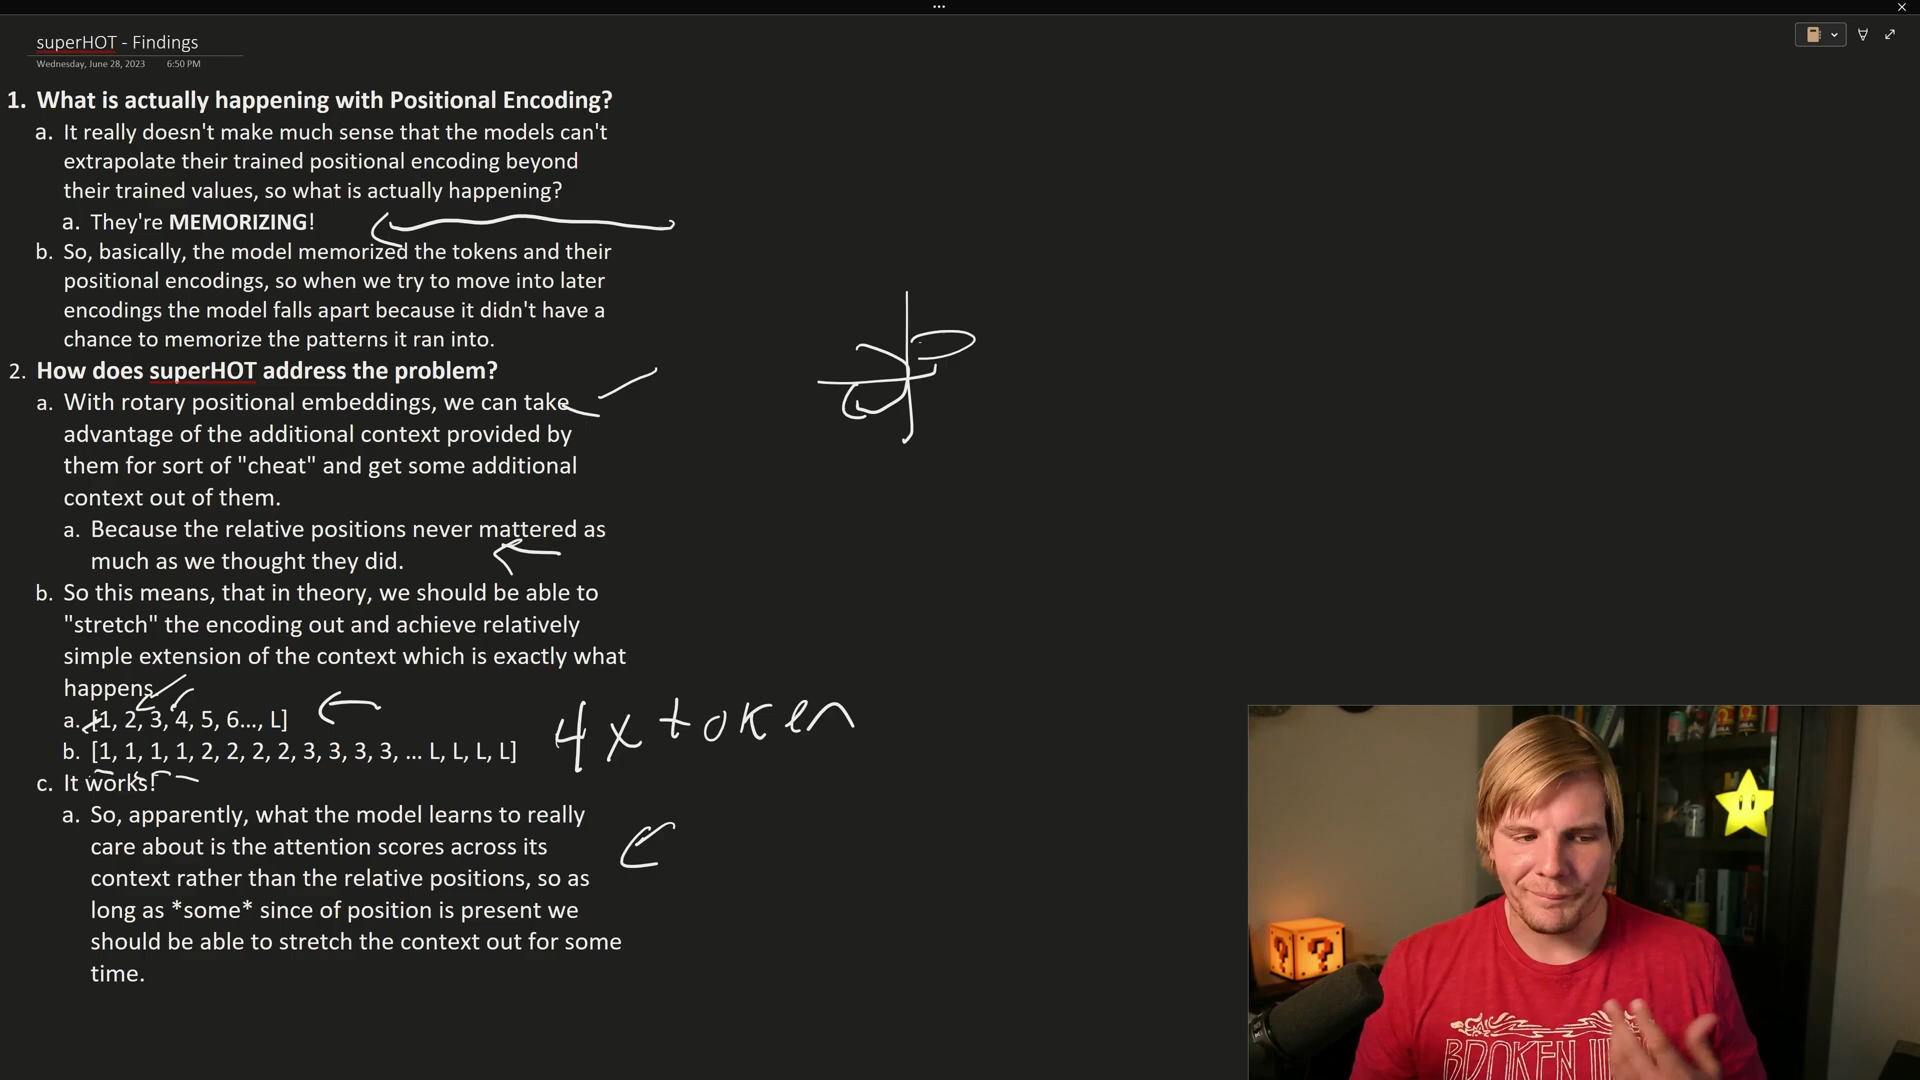 superHOT - Findings
Wednesday, June 28, 2023 6:50 PM
1. What is actually happening with Positional Encoding?
a. It really doesn't make much sense that the models can't
extrapolate their trained positional encoding beyond
their trained values, so what is actually happening?
a. They're MEMORIZING!
b. So, basically, the model memorized the tokens and their
positional encodings, so when we try to move into later
encodings the model falls apart because it didn't have a
chance to memorize the patterns it ran into.
2. How does superHOT address the problem?
a. With rotary positional embeddings, we can take
advantage of the additional context provided by
them for sort of "cheat" and get some additional
context out of them.
a. Because the relative positions never mattered as
much as we thought they did.
b. So this means, that in theory, we should be able to
"stretch" the encoding out and achieve relatively
simple extension of the context which is exactly what
happens
a. [1, 2, 3, 4, 5, 6..., L]
b. [1, 1, 1, 1, 2, 2, 2, 2, 3, 3, 3, 3, ... L, L, L, L]
4x token
c. It works!
a. So, apparently, what the model learns to really
care about is the attention scores across its
context rather than the relative positions, so as
long as *some* since of position is present we
should be able to stretch the context out for some
time.
BROKEN